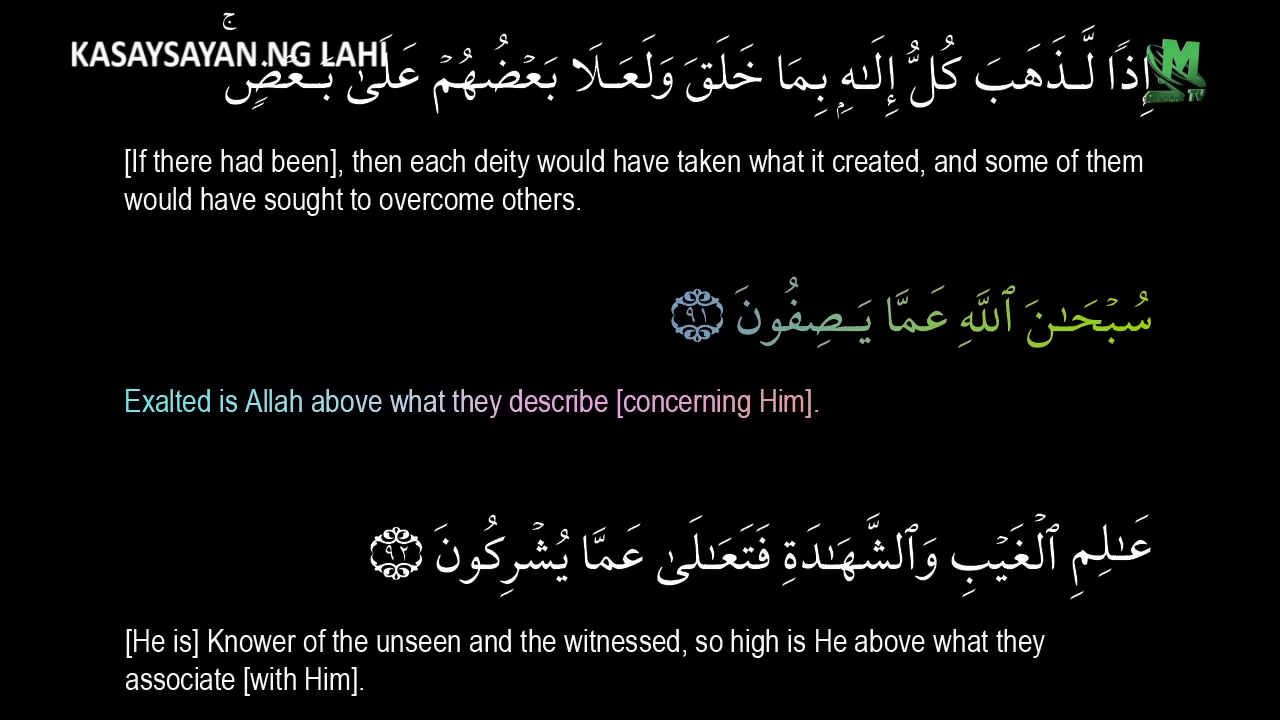 KASAYSAYAN NG LAHI
إِذًا لَّذَهَبَ كُلُّ إِلَٰهٍۭ بِمَا خَلَقَ وَلَعَلَا بَعْضُهُمْ عَلَىٰ بَعْضٍۚ
M
TV
[If there had been], then each deity would have taken what it created, and some of them
would have sought to overcome others.
سُبْحَٰنَ ٱللَّهِ عَمَّا يَصِفُونَ ٩١
Exalted is Allah above what they describe [concerning Him].
عَٰلِمِ ٱلْغَيْبِ وَٱلشَّهَٰدَةِ فَتَعَٰلَىٰ عَمَّا يُشْرِكُونَ ٩٢
[He is] Knower of the unseen and the witnessed, so high is He above what they
associate [with Him].